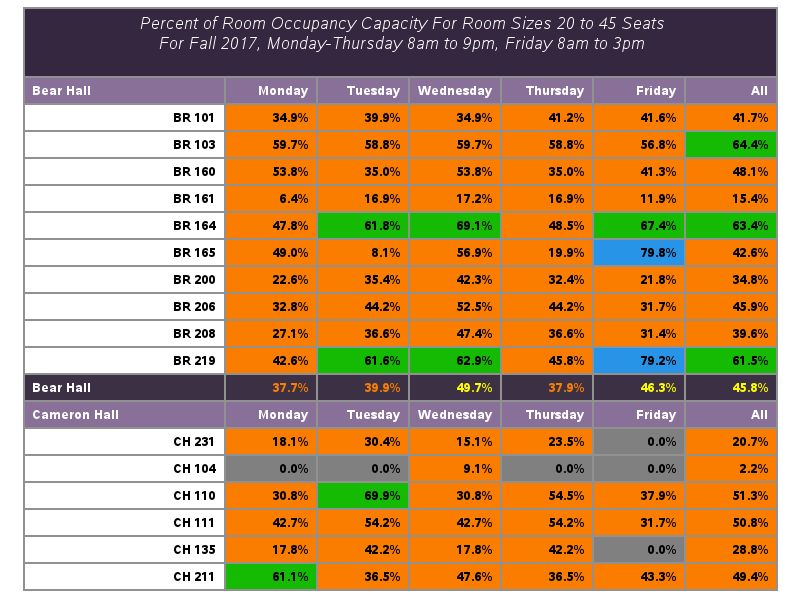 Percent of Room Occupancy Capacity For Room Sizes 20 to 45 Seats
For Fall 2017, Monday-Thursday 8am to 9pm, Friday 8am to 3pm
Bear Hall Monday Tuesday Wednesday Thursday Friday All
BR 101 34.9% 39.9% 34.9% 41.2% 41.6% 41.7%
BR 103 59.7% 58.8% 59.7% 58.8% 56.8% 64.4%
BR 160 53.8% 35.0% 53.8% 35.0% 41.3% 48.1%
BR 161 6.4% 16.9% 17.2% 16.9% 11.9% 15.4%
BR 164 47.8% 61.8% 69.1% 48.5% 67.4% 63.4%
BR 165 49.0% 8.1% 56.9% 19.9% 79.8% 42.6%
BR 200 22.6% 35.4% 42.3% 32.4% 21.8% 34.8%
BR 206 32.8% 44.2% 52.5% 44.2% 31.7% 45.9%
BR 208 27.1% 36.6% 47.4% 36.6% 31.4% 39.6%
BR 219 42.6% 61.6% 62.9% 45.8% 79.2% 61.5%
Bear Hall 37.7% 39.9% 49.7% 37.9% 46.3% 45.8%
Cameron Hall Monday Tuesday Wednesday Thursday Friday All
CH 231 18.1% 30.4% 15.1% 23.5% 0.0% 20.7%
CH 104 0.0% 0.0% 9.1% 0.0% 0.0% 2.2%
CH 110 30.8% 69.9% 30.8% 54.5% 37.9% 51.3%
CH 111 42.7% 54.2% 42.7% 54.2% 31.7% 50.8%
CH 135 17.8% 42.2% 17.8% 42.2% 0.0% 28.8%
CH 211 61.1% 36.5% 47.6% 36.5% 43.3% 49.4%